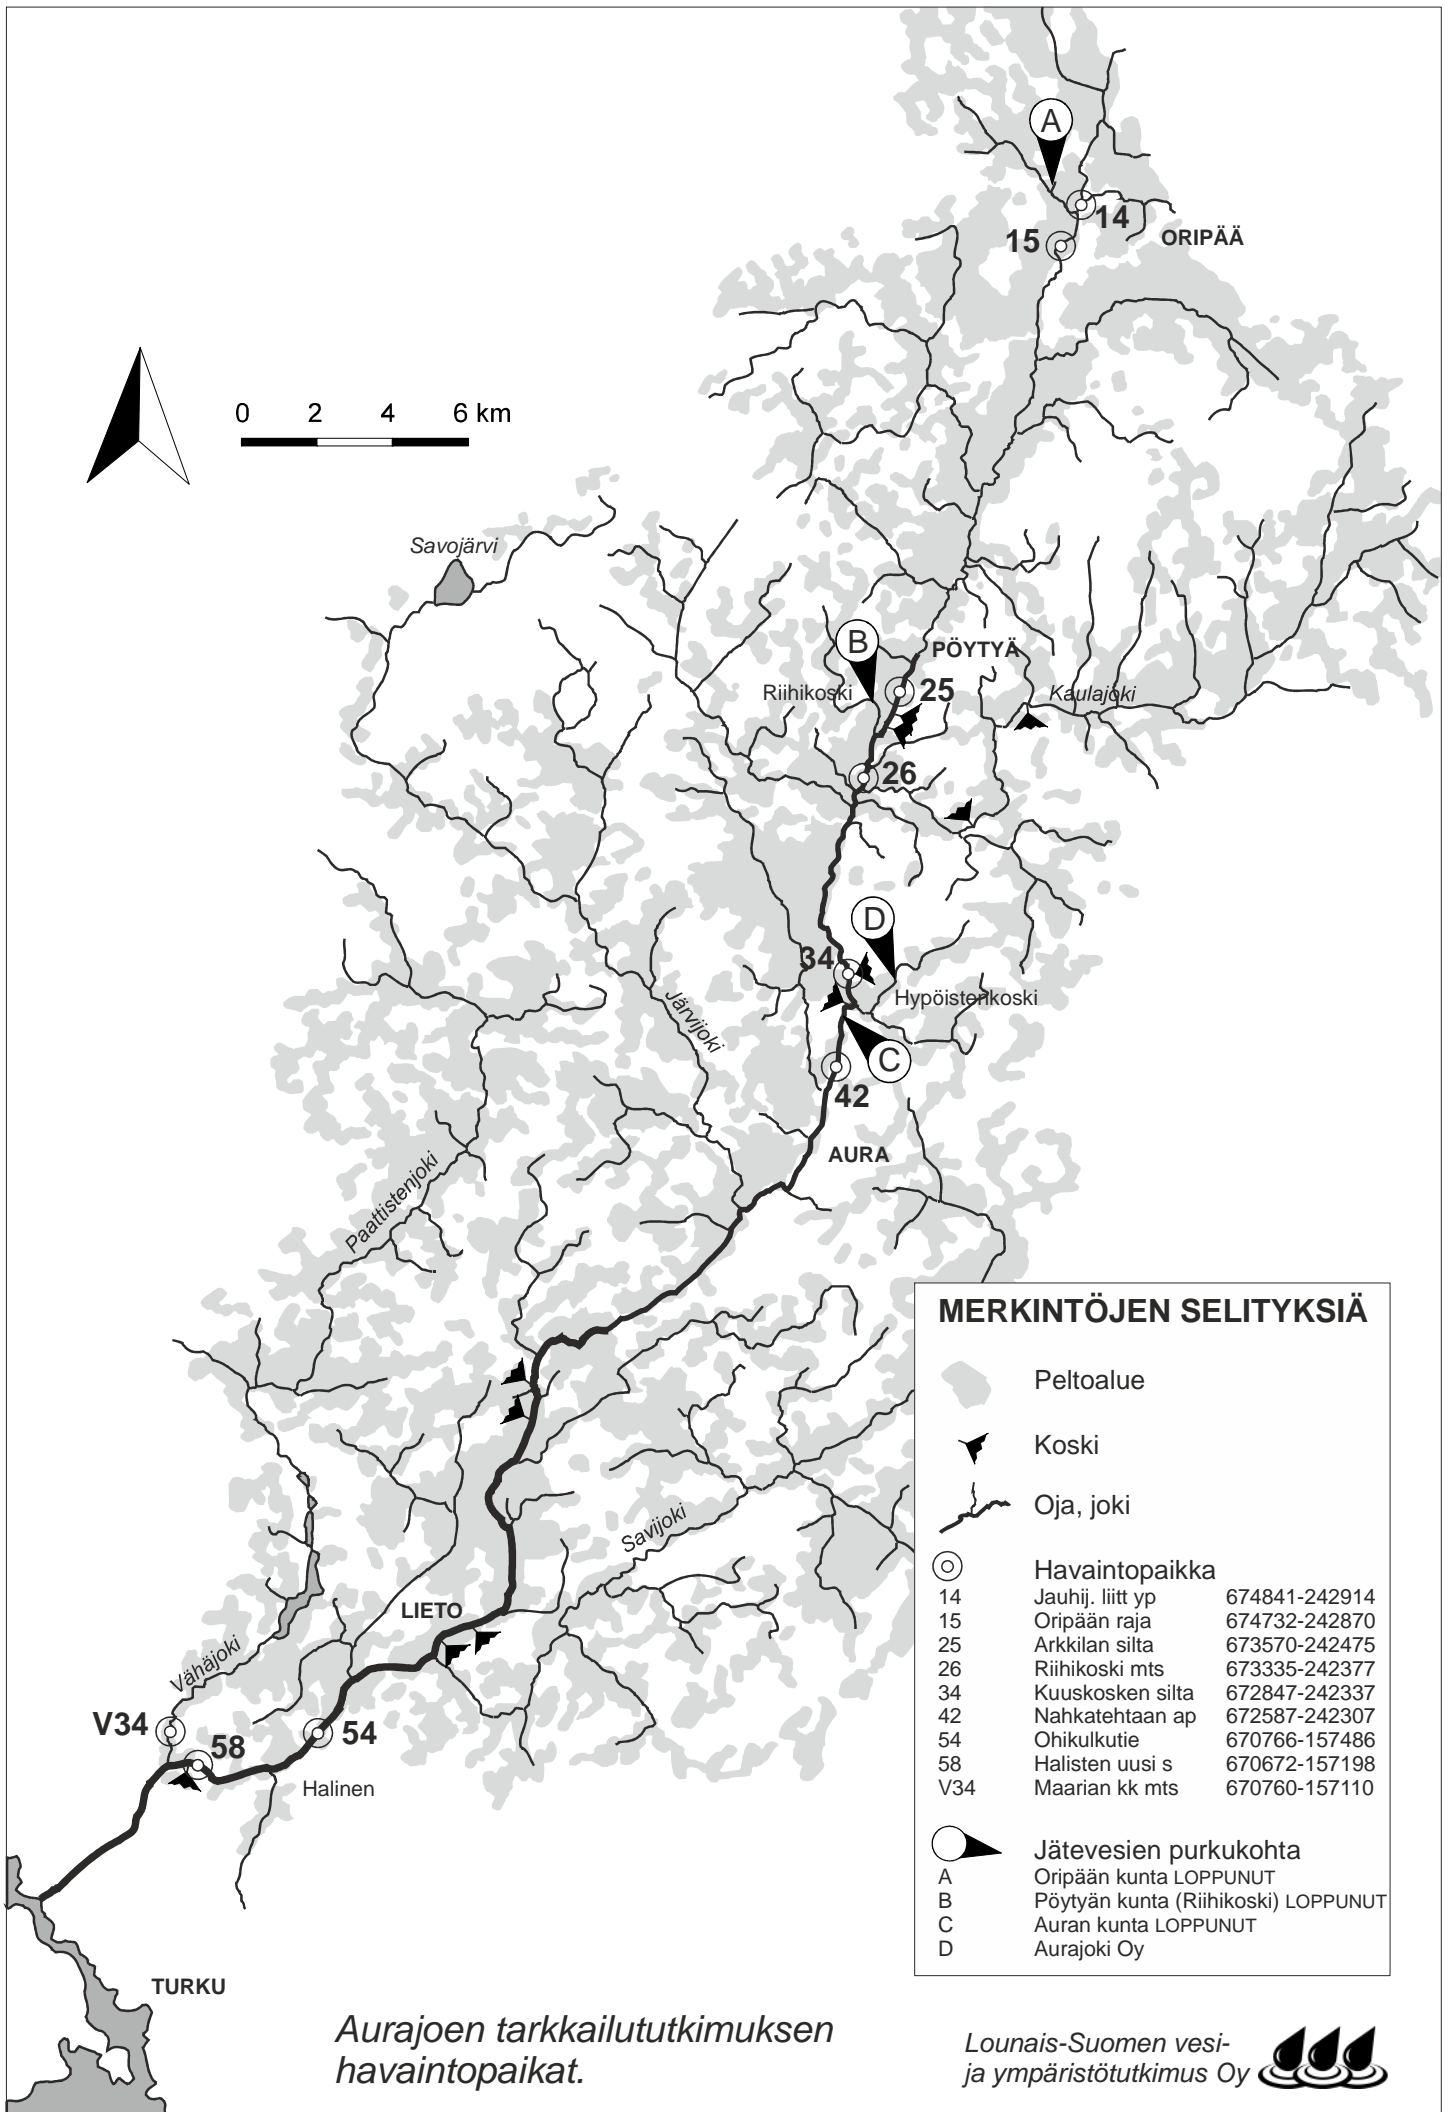 A
14
15
ORIPÄÄ
0 2 4 6 km
Savojärvi
B
PÖYTYÄ
Riihikoski
25
Kaulajoki
26
D
34
Hypöistenkoski
Järvijoki
C
42
AURA
Paattistenjoki
Savijoki
LIETO
Vähäjoki
V34
58
54
Halinen
TURKU
MERKINTÖJEN SELITYKSIÄ
Peltoalue
Koski
Oja, joki
Havaintopaikka
14 Jauhij. liitt yp 674841-242914
15 Oripään raja 674732-242870
25 Arkkilan silta 673570-242475
26 Riihikoski mts 673335-242377
34 Kuuskosken silta 672847-242337
42 Nahkatehtaan ap 672587-242307
54 Ohikulkutie 670766-157486
58 Halisten uusi s 670672-157198
V34 Maarian kk mts 670760-157110
Jätevesien purkukohta
A Oripään kunta LOPPUNUT
B Pöytyän kunta (Riihikoski) LOPPUNUT
C Auran kunta LOPPUNUT
D Aurajoki Oy
Aurajoen tarkkailututkimuksen
havaintopaikat.
Lounais-Suomen vesi-
ja ympäristötutkimus Oy